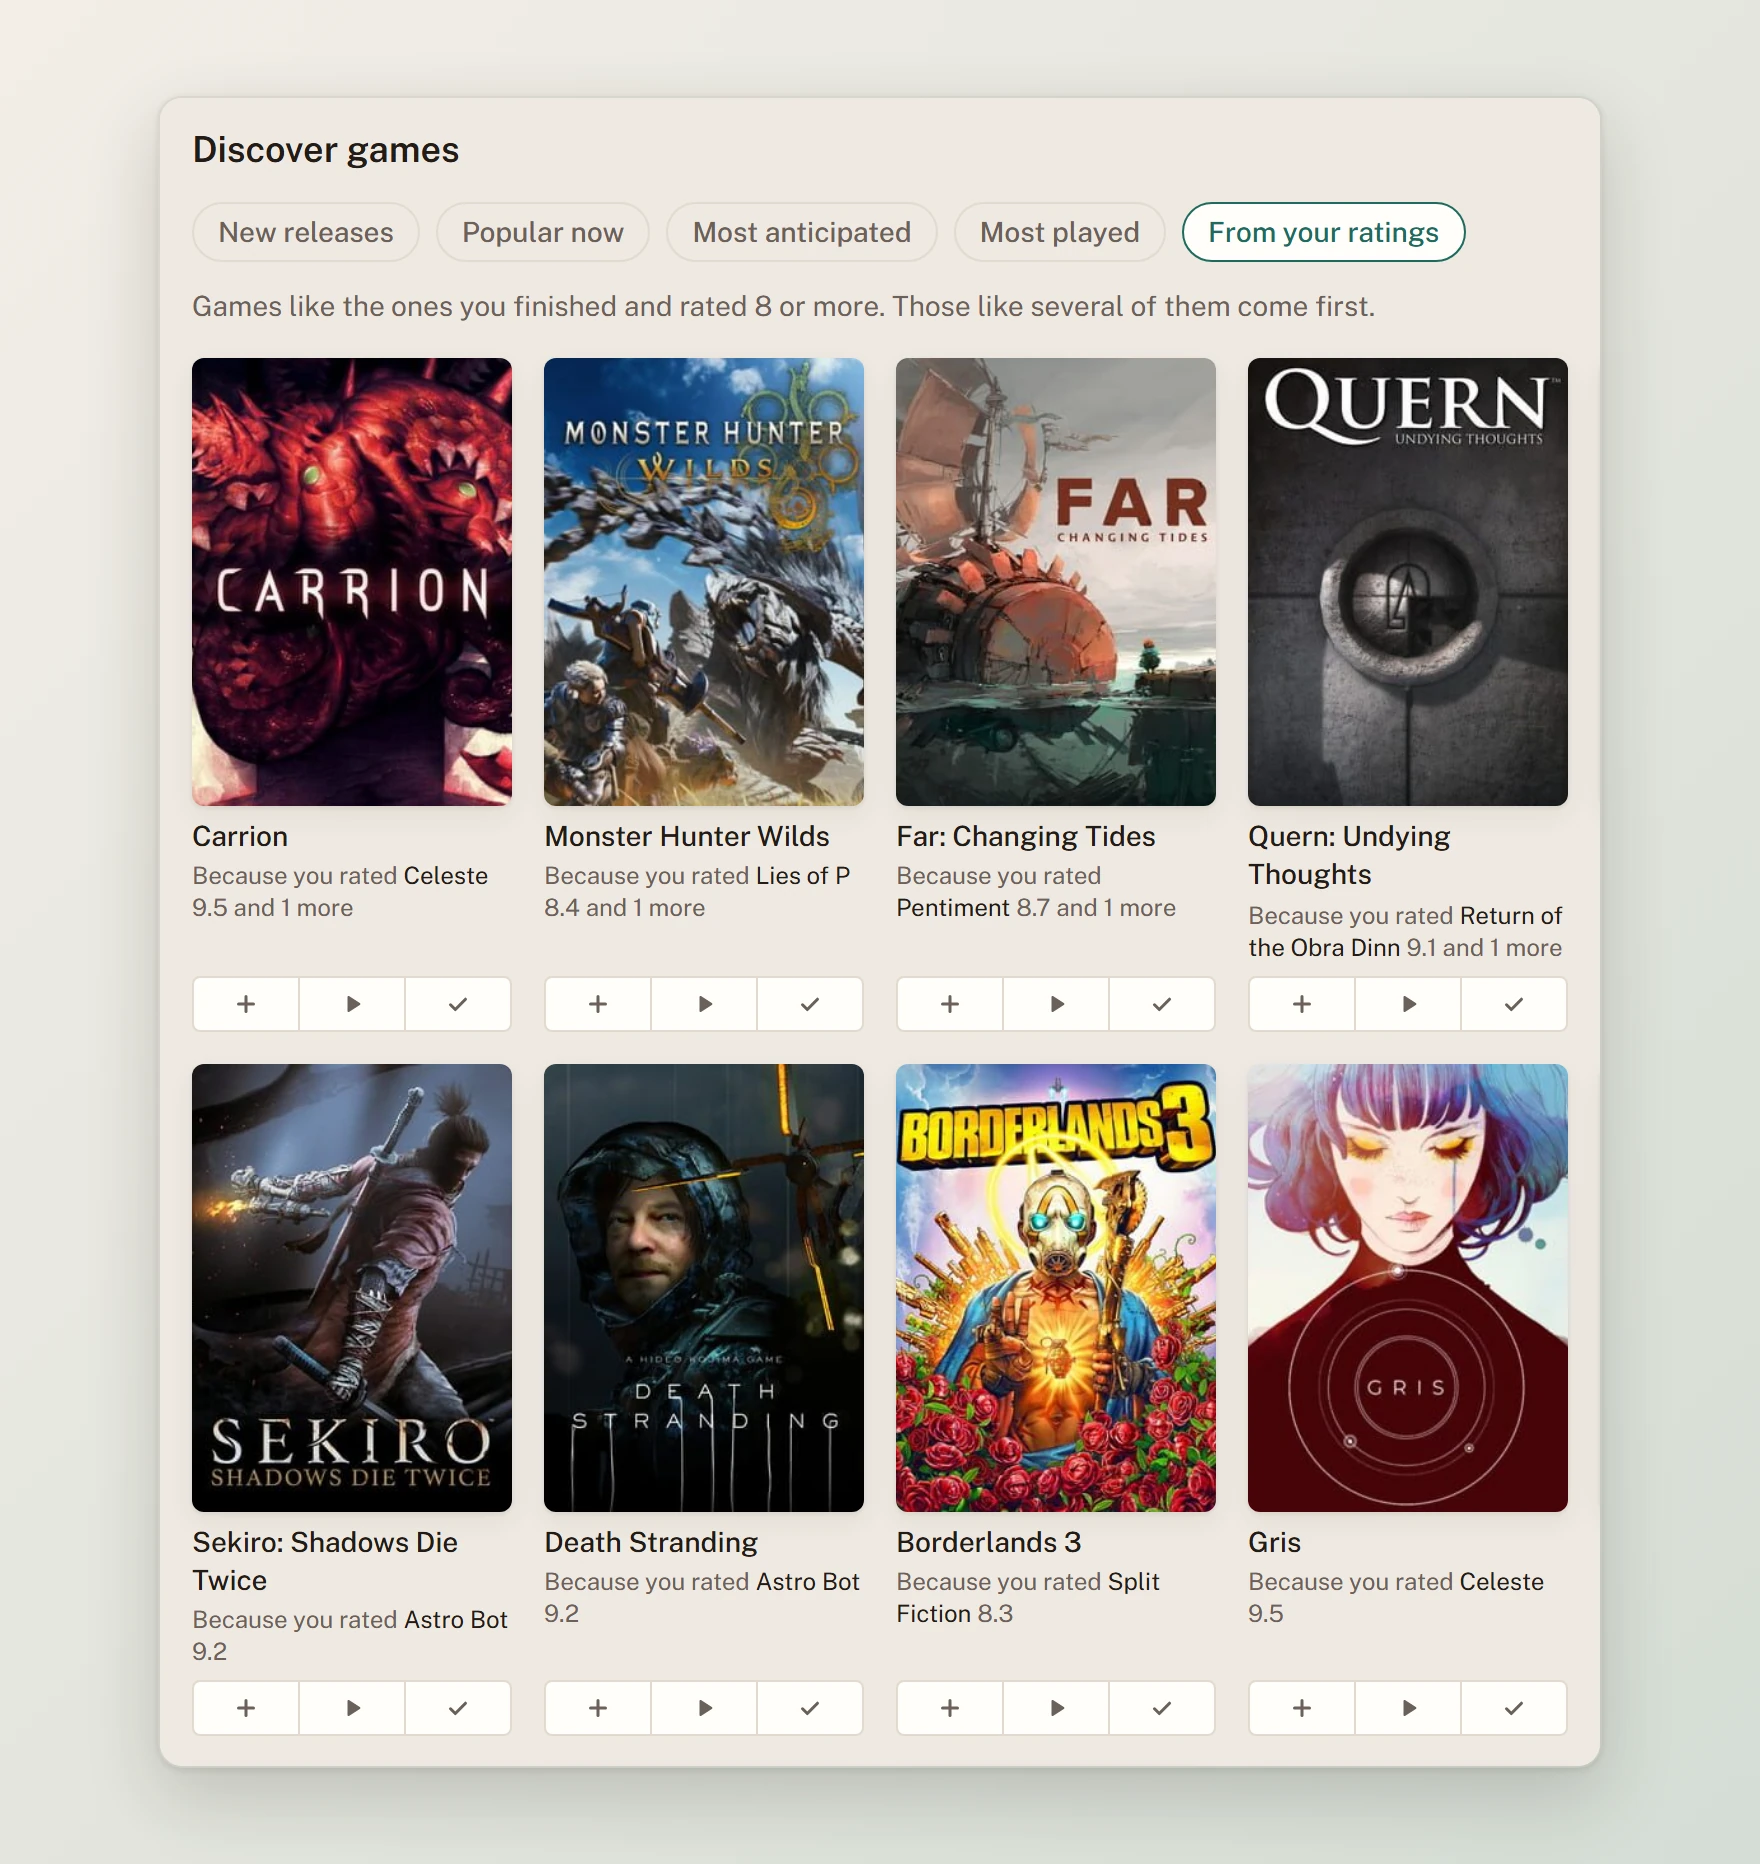 Discover games
New releases
Popular now
Most anticipated
Most played
From your ratings
Games like the ones you finished and rated 8 or more. Those like several of them come first.
CARRION
MONSTER HUNTER
WILDS
FAR
CHANGING TIDES
QUERN™
UNDYING THOUGHTS
Carrion
Because you rated Celeste
9.5 and 1 more
Monster Hunter Wilds
Because you rated Lies of P
8.4 and 1 more
Far: Changing Tides
Because you rated
Pentiment 8.7 and 1 more
Quern: Undying
Thoughts
Because you rated Return of
the Obra Dinn 9.1 and 1 more
SEKIRO
SHADOWS DIE TWICE
A HIDEO KOJIMA GAME
DEATH
STRANDING
BORDERLANDS 3
GRIS
Sekiro: Shadows Die
Twice
Because you rated Astro Bot
9.2
Death Stranding
Because you rated Astro Bot
9.2
Borderlands 3
Because you rated Split
Fiction 8.3
Gris
Because you rated Celeste
9.5